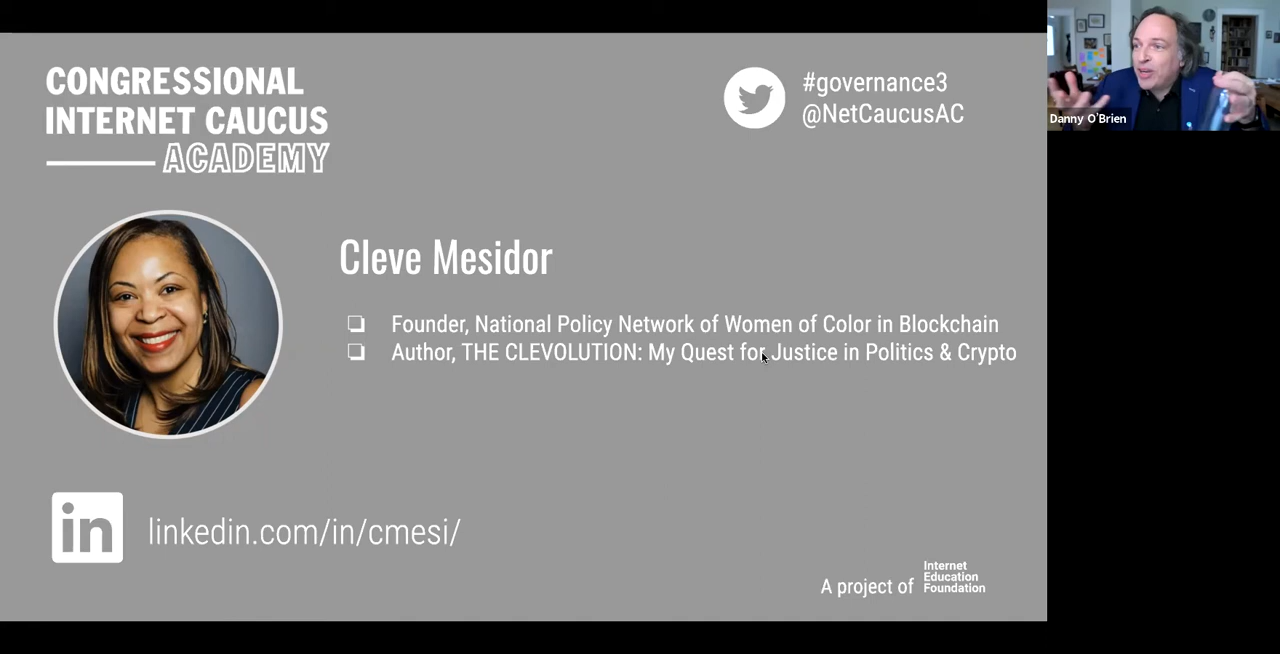 CONGRESSIONAL
INTERNET CAUCUS
ACADEMY
#governance3
@NetCaucusAC
Danny O'Brien
Cleve Mesidor
Founder, National Policy Network of Women of Color in Blockchain
Author, THE CLEVOLUTION: My Quest for Justice in Politics & Crypto
in
linkedin.com/in/cmesi/
A project of
Internet
Education
Foundation